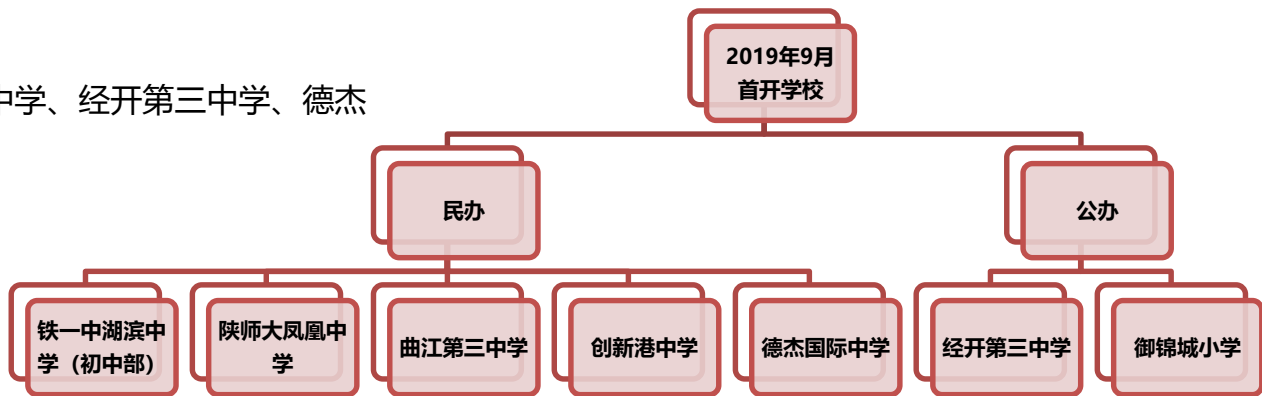 2019年9月
首开学校
中学、经开第三中学、德杰
民办
公办
铁一中湖滨中
学（初中部）
陕师大凤凰中
学
曲江第三中学
创新港中学
德杰国际中学
经开第三中学
御锦城小学